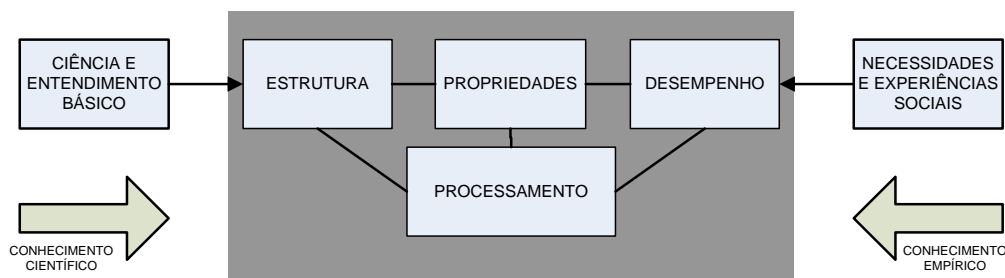 CIÊNCIA E
ENTENDIMENTO
BÁSICO
ESTRUTURA
PROPRIEDADES
DESEMPENHO
NECESSIDADES
E EXPERIÊNCIAS
SOCIAIS
PROCESSAMENTO
CONHECIMENTO
CIENTÍFICO
CONHECIMENTO
EMPÍRICO